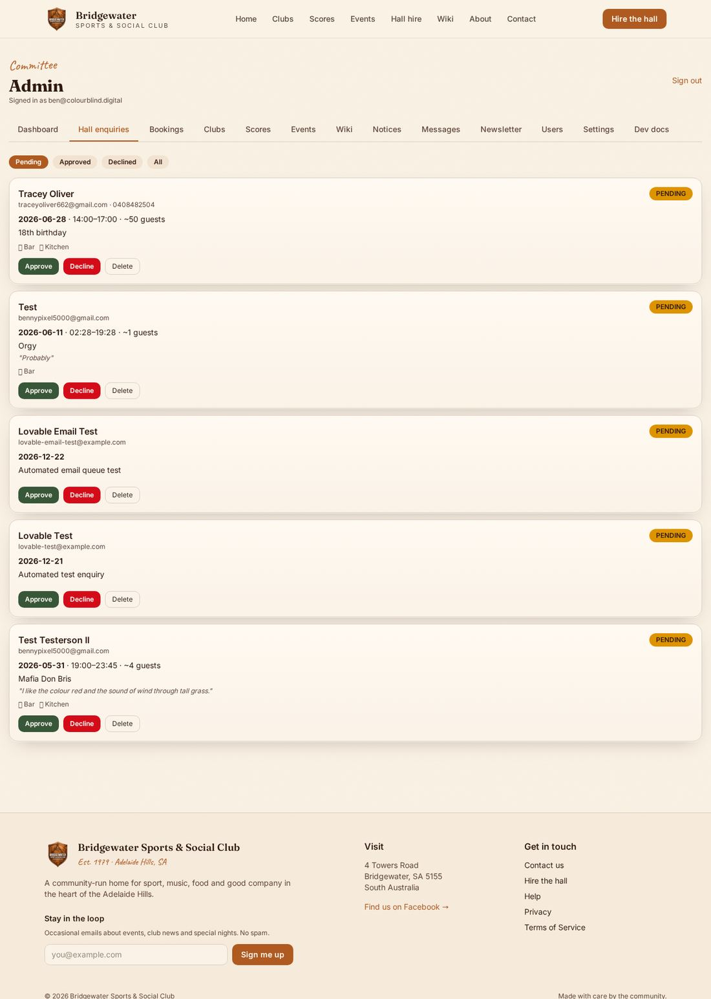 Bridgewater
SPORTS & SOCIAL CLUB
Home Clubs Scores Events Hall hire Wiki About Contact
Hire the hall
Committee
Admin
Signed in as ben@colourblind.digital
Sign out
Dashboard Hall enquiries Bookings Clubs Scores Events Wiki Notices Messages Newsletter Users Settings Dev docs
Pending Approved Declined All
Tracey Oliver
PENDING
traceyoliver662@gmail.com · 0408482504
2026-06-28 · 14:00–17:00 · ~50 guests
18th birthday
Bar Kitchen
Approve Decline Delete
Test
PENDING
bennypixel5000@gmail.com
2026-06-11 · 02:28–19:28 · ~1 guests
Orgy
"Probably"
Bar
Approve Decline Delete
Lovable Email Test
PENDING
lovable-email-test@example.com
2026-12-22
Automated email queue test
Approve Decline Delete
Lovable Test
PENDING
lovable-test@example.com
2026-12-21
Automated test enquiry
Approve Decline Delete
Test Testerson II
PENDING
bennypixel5000@gmail.com
2026-05-31 · 19:00–23:45 · ~4 guests
Mafia Don Bris
"I like the colour red and the sound of wind through tall grass."
Bar Kitchen
Approve Decline Delete
Bridgewater Sports & Social Club
Est. 1979 · Adelaide Hills, SA
A community-run home for sport, music, food and good company in
the heart of the Adelaide Hills.
Stay in the loop
Occasional emails about events, club news and special nights. No spam.
you@example.com
Sign me up
Visit
4 Towers Road
Bridgewater, SA 5155
South Australia
Find us on Facebook →
Get in touch
Contact us
Hire the hall
Help
Privacy
Terms of Service
© 2026 Bridgewater Sports & Social Club
Made with care by the community.